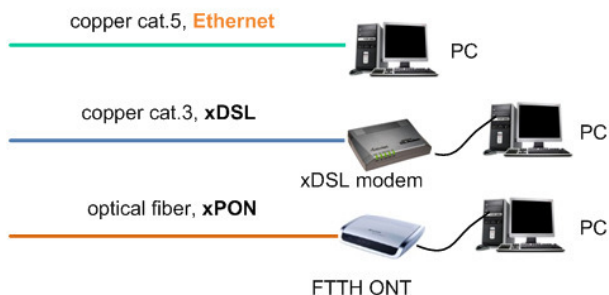 copper cat.5, Ethernet
PC
copper cat.3, xDSL
PC
xDSL modem
optical fiber, xPON
PC
FTTH ONT